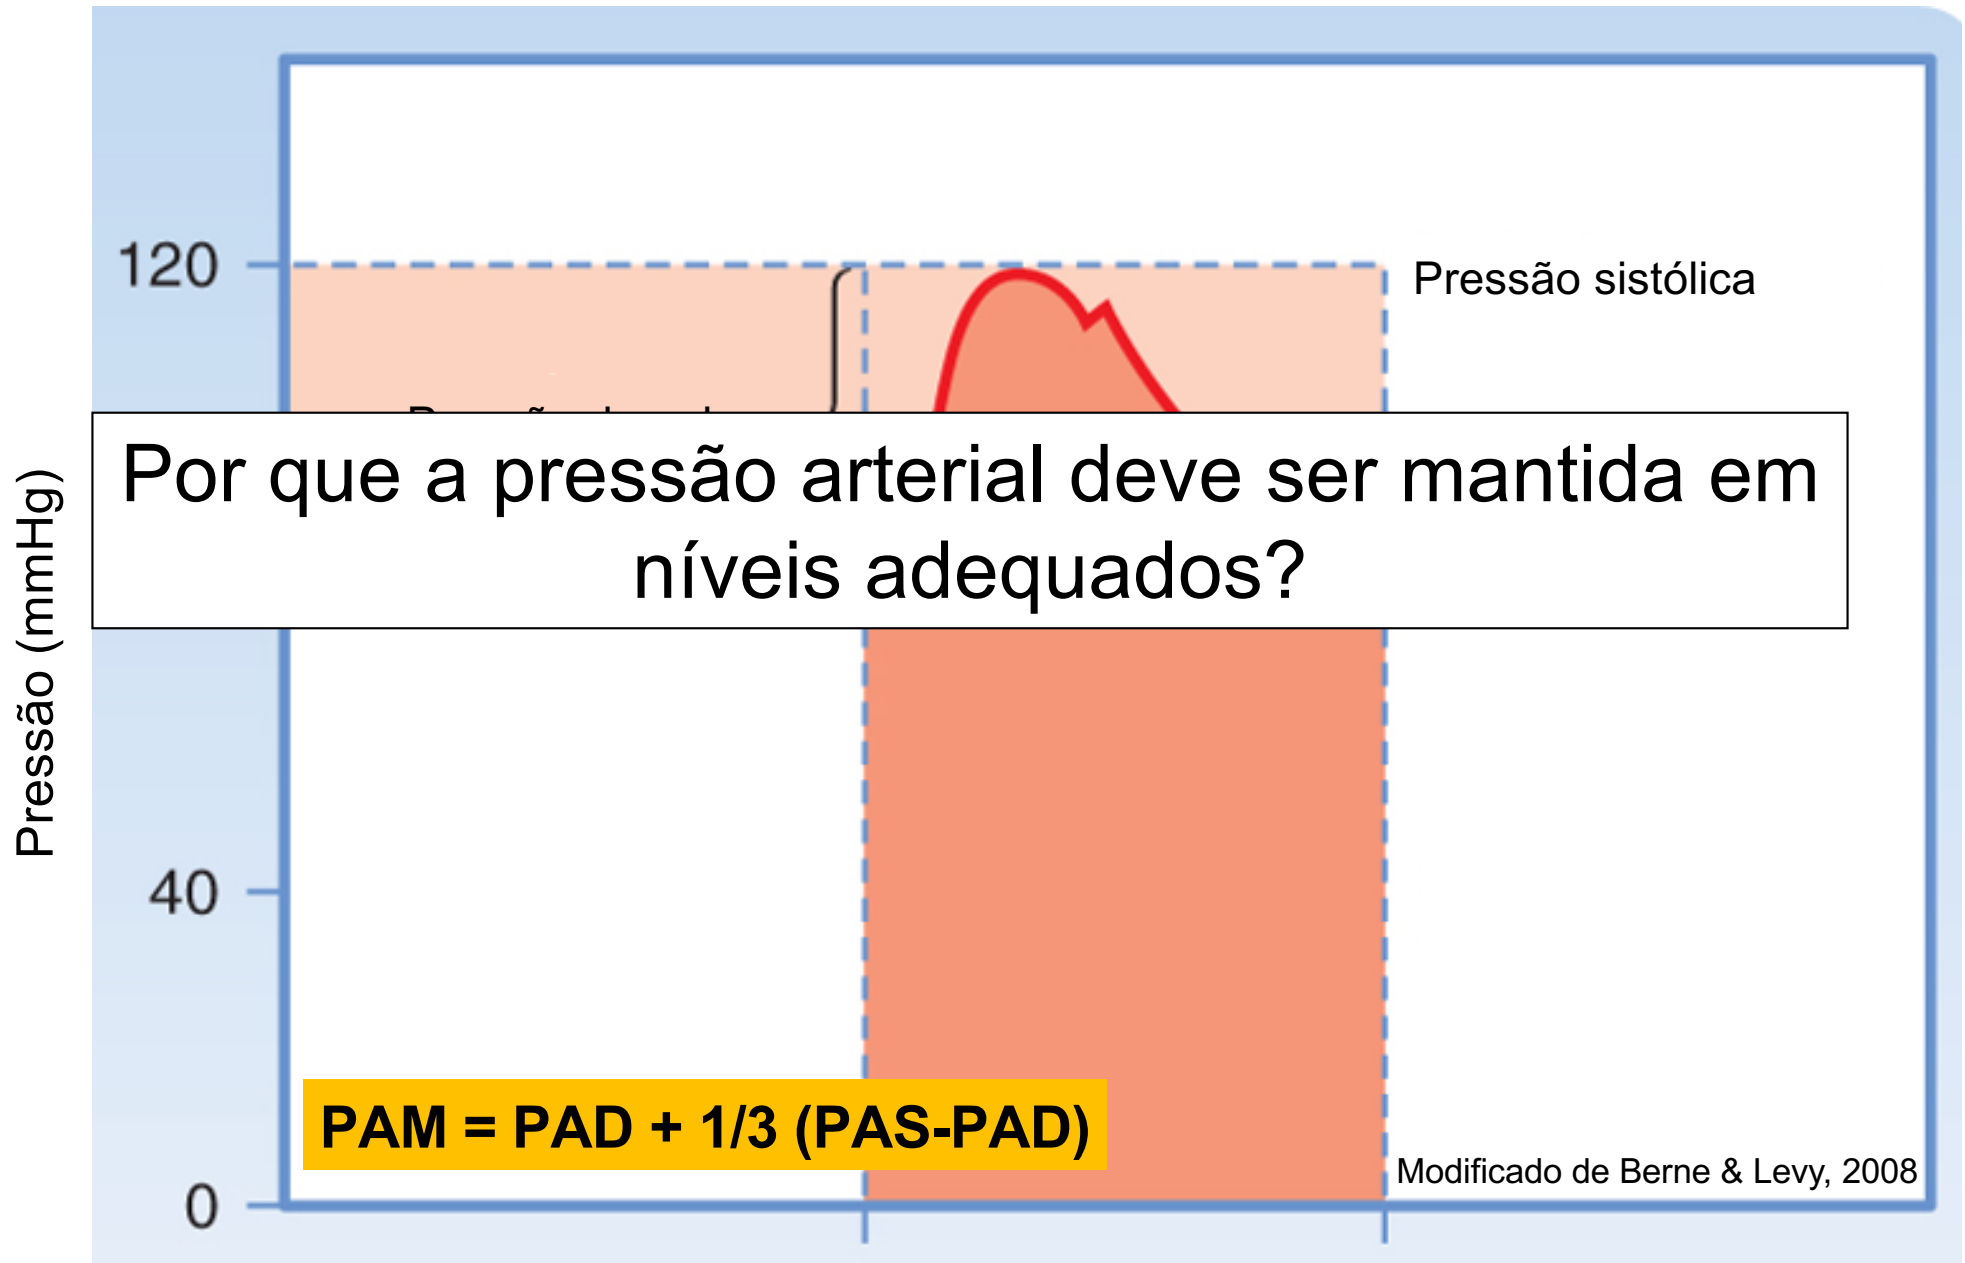 120
Pressão sistólica
Por que a pressão arterial deve ser mantida em
níveis adequados?
Pressão (mmHg)
40
PAM = PAD + 1/3 (PAS-PAD)
Modificado de Berne & Levy, 2008
0